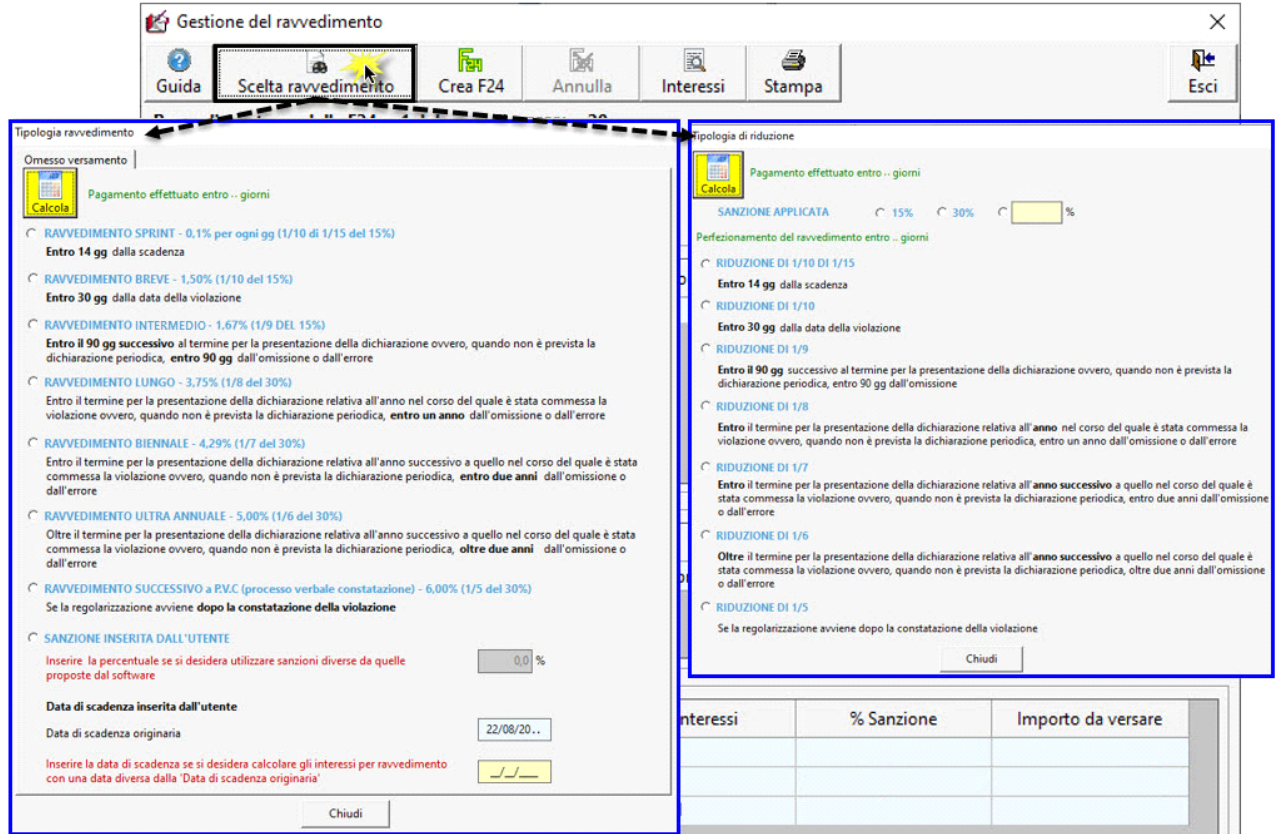 Gestione del ravvedimento
Guida
Scelta ravvedimento
Crea F24
Annulla
Interessi
Stampa
Esci
Tipologia ravvedimento
Omesso versamento
Calcola
Pagamento effettuato entro .. giorni
RAVVEDIMENTO SPRINT - 0,1% per ogni gg (1/10 di 1/15 del 15%)
Entro 14 gg dalla scadenza
RAVVEDIMENTO BREVE - 1,50% (1/10 del 15%)
Entro 30 gg dalla data della violazione
RAVVEDIMENTO INTERMEDIO - 1,67% (1/9 DEL 15%)
Entro il 90 gg successivo al termine per la presentazione della dichiarazione ovvero, quando non è prevista la
dichiarazione periodica, entro 90 gg dall'omissione o dall'errore
RAVVEDIMENTO LUNGO - 3,75% (1/8 del 30%)
Entro il termine per la presentazione della dichiarazione relativa all'anno nel corso del quale è stata commessa la
violazione ovvero, quando non è prevista la dichiarazione periodica, entro un anno dall'omissione o dall'errore
RAVVEDIMENTO BIENNALE - 4,29% (1/7 del 30%)
Entro il termine per la presentazione della dichiarazione relativa all'anno successivo a quello nel corso del quale è stata
commessa la violazione ovvero, quando non è prevista la dichiarazione periodica, entro due anni dall'omissione o
dall'errore
RAVVEDIMENTO ULTRA ANNUALE - 5,00% (1/6 del 30%)
Oltre il termine per la presentazione della dichiarazione relativa all'anno successivo a quello nel corso del quale è stata
commessa la violazione ovvero, quando non è prevista la dichiarazione periodica, oltre due anni dall'omissione o
dall'errore
RAVVEDIMENTO SUCCESSIVO a P.V.C (processo verbale constatazione) - 6,00% (1/5 del 30%)
Se la regolarizzazione avviene dopo la constatazione della violazione
SANZIONE INSERITA DALL'UTENTE
Inserire la percentuale se si desidera utilizzare sanzioni diverse da quelle
proposte dal software
0,0 %
Data di scadenza inserita dall'utente
Data di scadenza originaria
22/08/20..
Inserire la data di scadenza se si desidera calcolare gli interessi per ravvedimento
con una data diversa dalla 'Data di scadenza originaria'
_/_/__
Chiudi
Tipologia di riduzione
Calcola
Pagamento effettuato entro .. giorni
SANZIONE APPLICATA 15% 30% %
Perfezionamento del ravvedimento entro .. giorni
RIDUZIONE DI 1/10 DI 1/15
Entro 14 gg dalla scadenza
RIDUZIONE DI 1/10
Entro 30 gg dalla data della violazione
RIDUZIONE DI 1/9
Entro il 90 gg successivo al termine per la presentazione della dichiarazione ovvero, quando non è prevista la
dichiarazione periodica, entro 90 gg dall'omissione
RIDUZIONE DI 1/8
Entro il termine per la presentazione della dichiarazione relativa all'anno nel corso del quale è stata commessa la
violazione ovvero, quando non è prevista la dichiarazione periodica, entro un anno dall'omissione o dall'errore
RIDUZIONE DI 1/7
Entro il termine per la presentazione della dichiarazione relativa all'anno successivo a quello nel corso del quale è
stata commessa la violazione ovvero, quando non è prevista la dichiarazione periodica, entro due anni dall'omissione
o dall'errore
RIDUZIONE DI 1/6
Oltre il termine per la presentazione della dichiarazione relativa all'anno successivo a quello nel corso del quale è
stata commessa la violazione ovvero, quando non è prevista la dichiarazione periodica, oltre due anni dall'omissione
o dall'errore
RIDUZIONE DI 1/5
Se la regolarizzazione avviene dopo la constatazione della violazione
Chiudi
nteressi
% Sanzione
Importo da versare